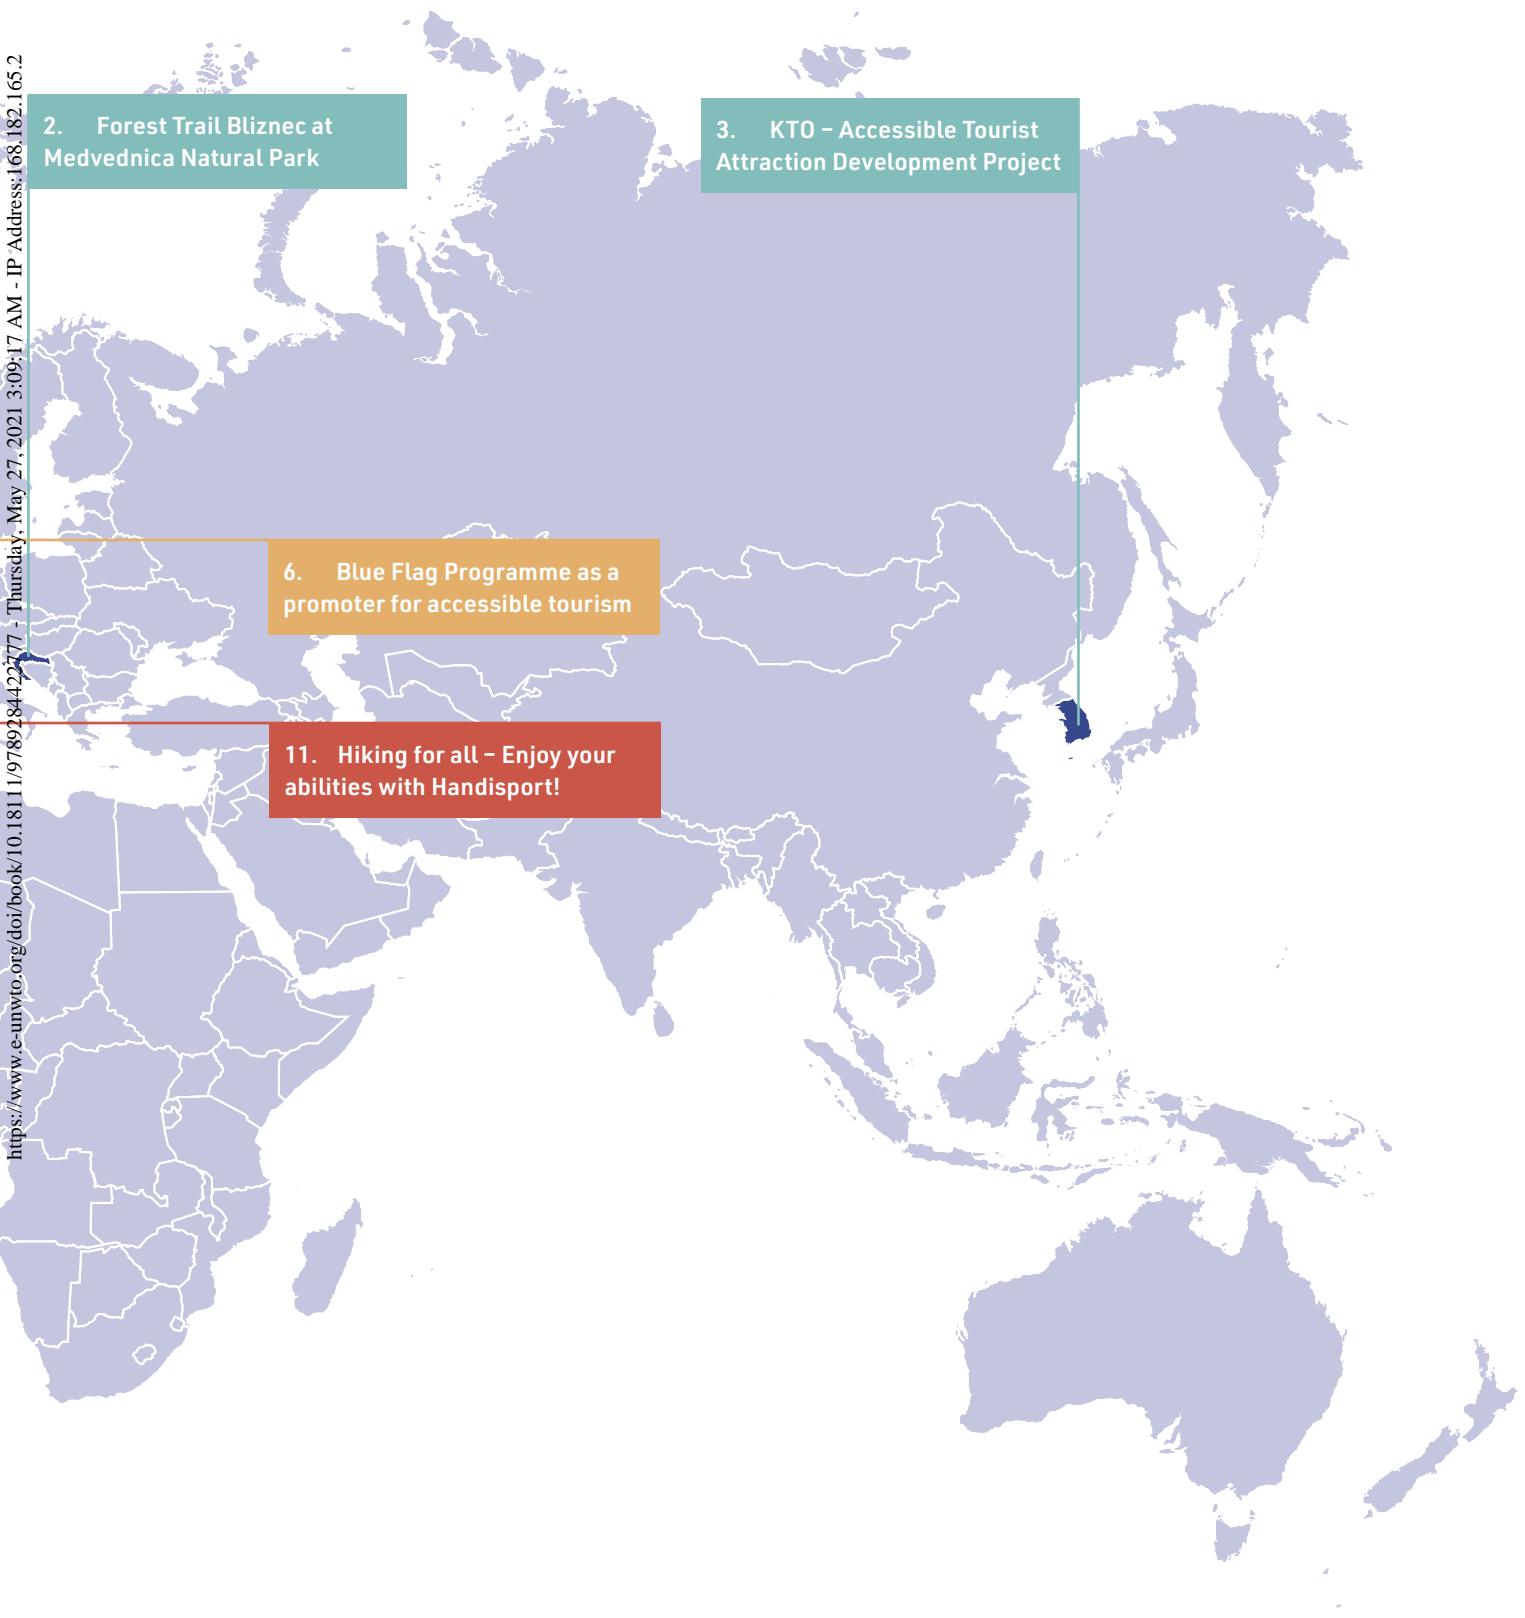 2. Forest Trail Bliznec at
Medvednica Natural Park
3. KTO – Accessible Tourist
Attraction Development Project
6. Blue Flag Programme as a
promoter for accessible tourism
11. Hiking for all – Enjoy your
abilities with Handisport!
https://www.e-unwto.org/doi/book/10.18111/9789284422777 - Thursday, May 27, 2021 3:09:17 AM - IP Address:168.182.165.2